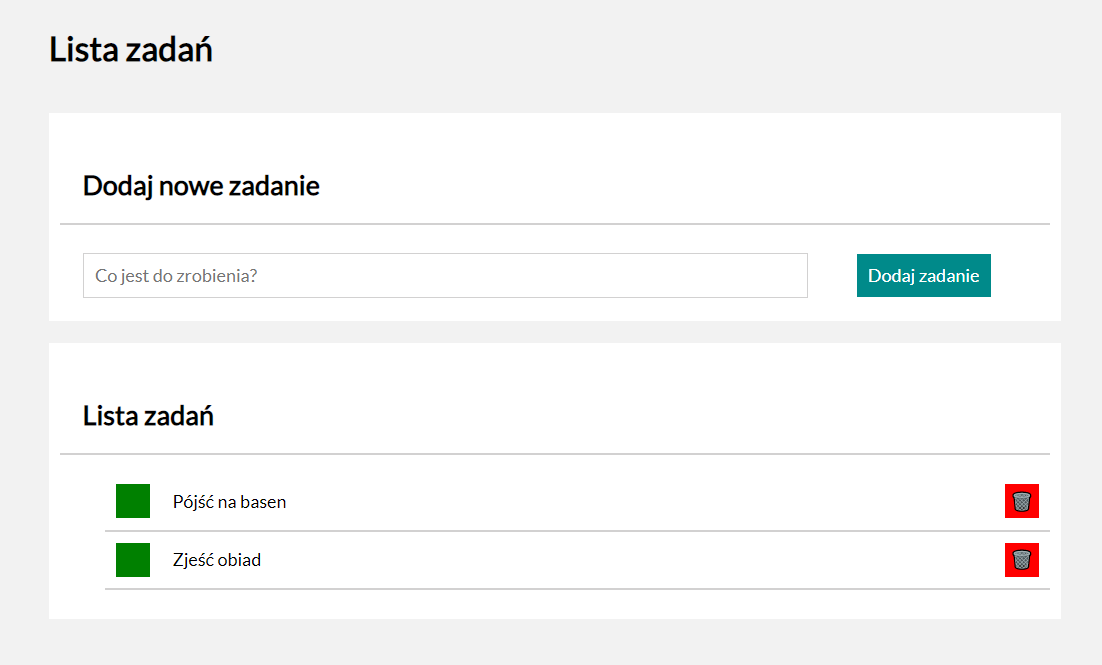 Lista zadań
Dodaj nowe zadanie
Co jest do zrobienia?
Dodaj zadanie
Lista zadań
Pójść na basen
Zjeść obiad